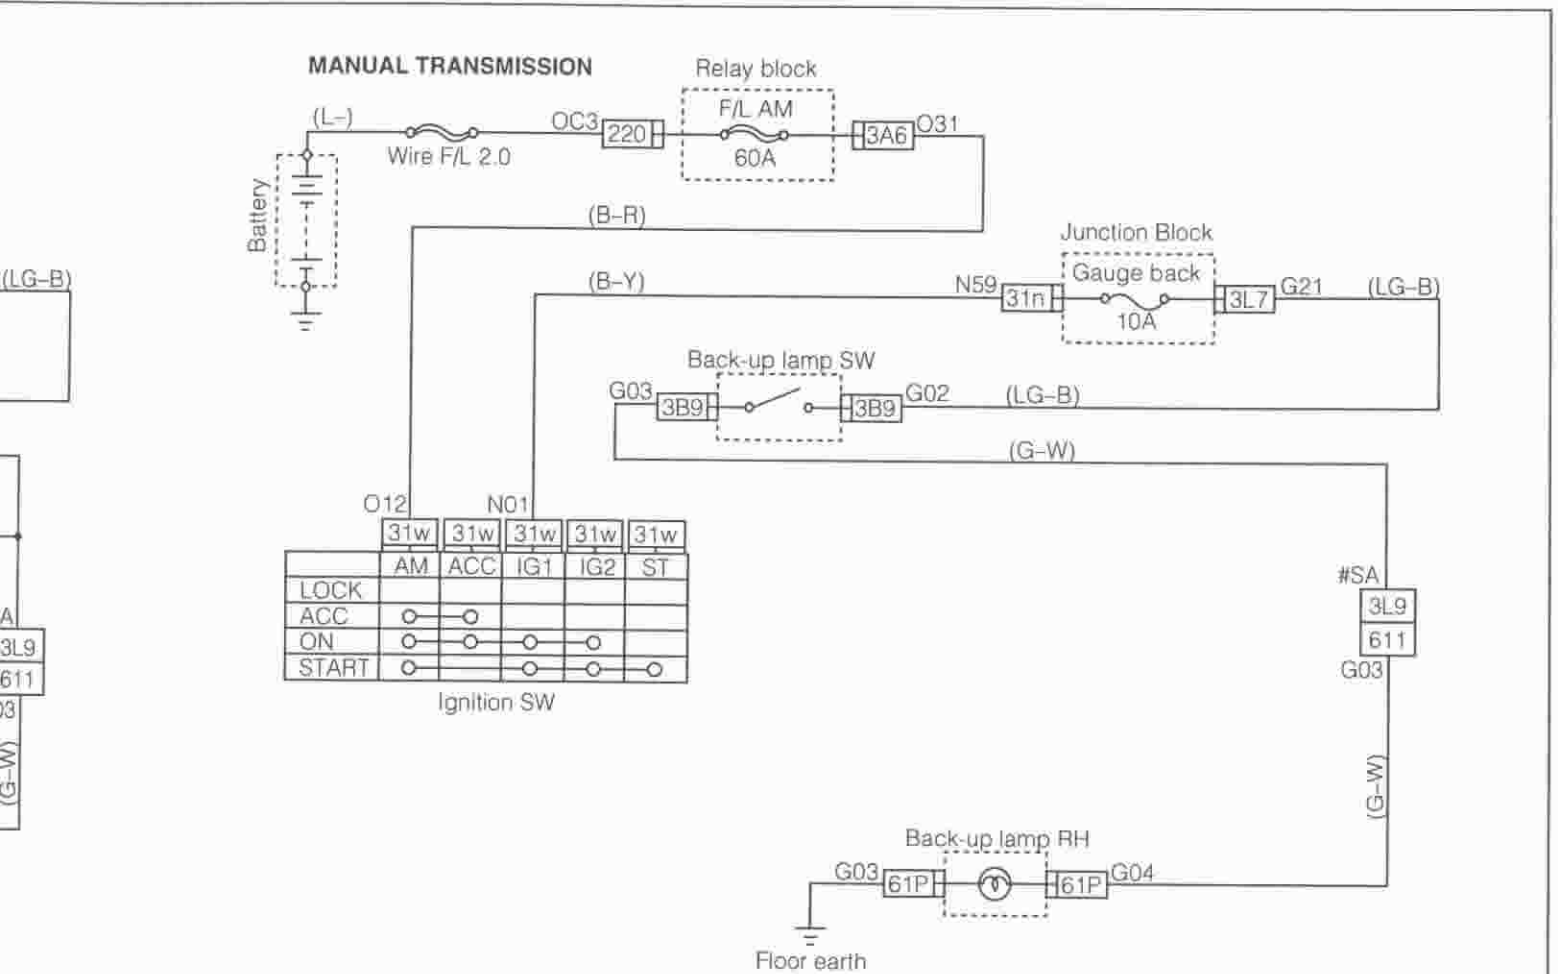 MANUAL TRANSMISSION
Relay block
(L–)
OC3
220
F/L AM
3A6
O31
Wire F/L 2.0
60A
Battery
(B–R)
Junction Block
(LG–B)
(B–Y)
N59
31n
Gauge back
3L7
G21
(LG–B)
10A
Back-up lamp SW
G03
3B9
3B9
G02
(LG–B)
(G–W)
O12
N01
31w
31w
31w
31w
31w
AM
ACC
IG1
IG2
ST
LOCK
ACC
ON
START
Ignition SW
#SA
3L9
611
G03
A
3L9
611
03
(G–W)
(G–W)
Back-up lamp RH
G03
61P
61P
G04
Floor earth